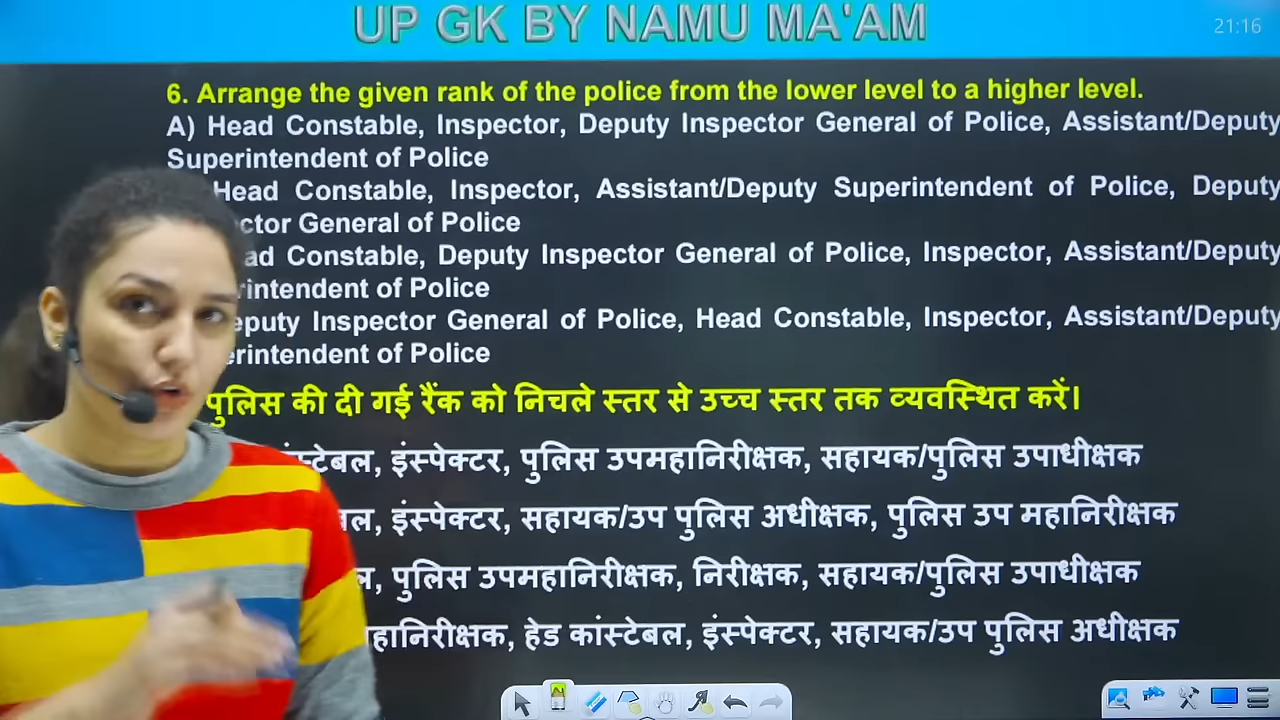 UP GK BY NAMU MA'AM
21:16
6. Arrange the given rank of the police from the lower level to a higher level.
A) Head Constable, Inspector, Deputy Inspector General of Police, Assistant/Deputy
Superintendent of Police
Head Constable, Inspector, Assistant/Deputy Superintendent of Police, Deputy
General of Police
Constable, Deputy Inspector General of Police, Inspector, Assistant/Deputy
of Police
Inspector General of Police, Head Constable, Inspector, Assistant/Deputy
of Police
पुलिस की दी गई रैंक को निचले स्तर से उच्च स्तर तक व्यवस्थित करें।
इंस्पेक्टर, पुलिस उपमहानिरीक्षक, सहायक/पुलिस उपाधीक्षक
इंस्पेक्टर, सहायक/उप पुलिस अधीक्षक, पुलिस उप महानिरीक्षक
पुलिस उपमहानिरीक्षक, निरीक्षक, सहायक/पुलिस उपाधीक्षक
हेड कांस्टेबल, इंस्पेक्टर, सहायक/उप पुलिस अधीक्षक